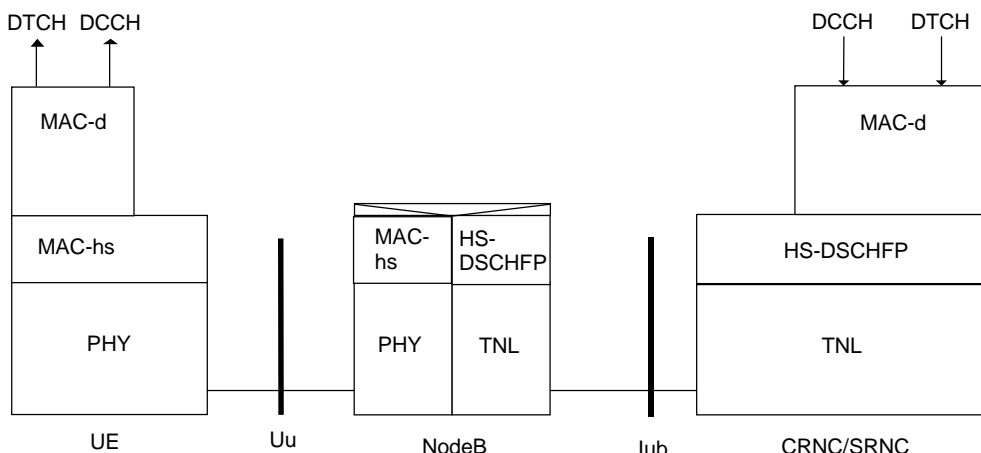 DTCH DCCH
DCCH DTCH
MAC-d
MAC-d
MAC-hs
MAC-
hs
HS-
DSCHFP
HS-DSCHFP
PHY
PHY
TNL
TNL
UE
Uu
NodeB
Iub
CRNC/SRNC